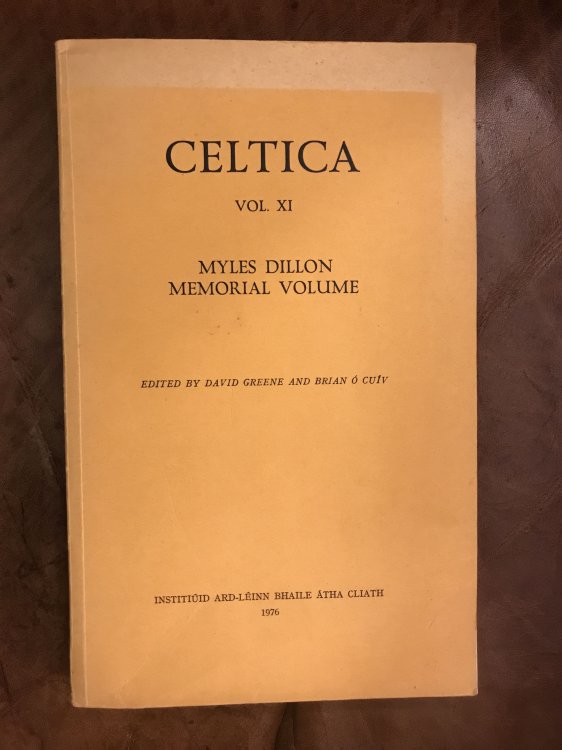 CELTICA
VOL. XI
MYLES DILLON
MEMORIAL VOLUME
EDITED BY DAVID GREENE AND BRIAN Ó CUÍV
INSTITIÚID ARD-LÉINN BHAILE ÁTHA CLIATH
1976